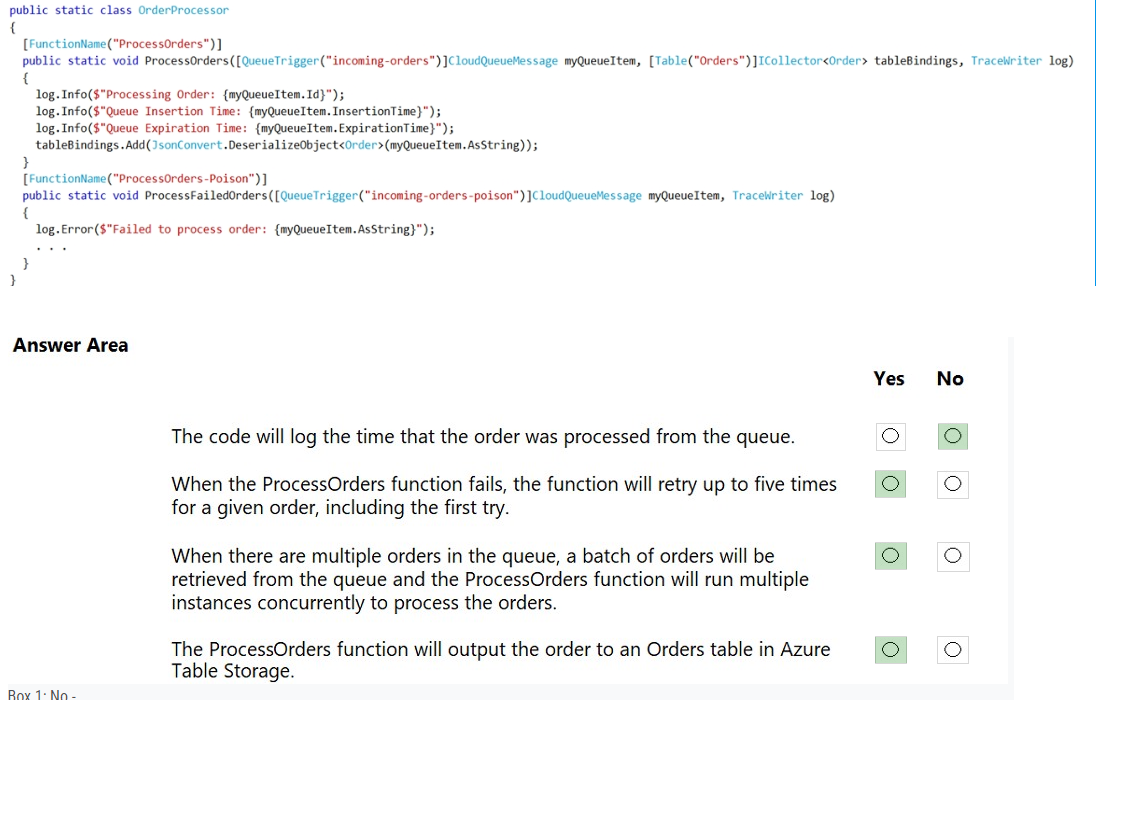 public static class OrderProcessor
{
[FunctionName("ProcessOrders")]
public static void ProcessOrders([QueueTrigger("incoming-orders")]CloudQueueMessage myQueueItem, [Table("Orders")]ICollector<Order> tableBindings, TraceWriter log)
{
log.Info($"Processing Order: {myQueueItem.Id}");
log.Info($"Queue Insertion Time: {myQueueItem.InsertionTime}");
log.Info($"Queue Expiration Time: {myQueueItem.ExpirationTime}");
tableBindings.Add(JsonConvert.DeserializeObject<Order>(myQueueItem.AsString));
}
[FunctionName("ProcessOrders-Poison")]
public static void ProcessFailedOrders([QueueTrigger("incoming-orders-poison")]CloudQueueMessage myQueueItem, TraceWriter log)
{
log.Error($"Failed to process order: {myQueueItem.AsString}");
. . .
}
}
Answer Area
Yes No
The code will log the time that the order was processed from the queue.
When the ProcessOrders function fails, the function will retry up to five times
for a given order, including the first try.
When there are multiple orders in the queue, a batch of orders will be
retrieved from the queue and the ProcessOrders function will run multiple
instances concurrently to process the orders.
The ProcessOrders function will output the order to an Orders table in Azure
Table Storage.
Box 1: No -